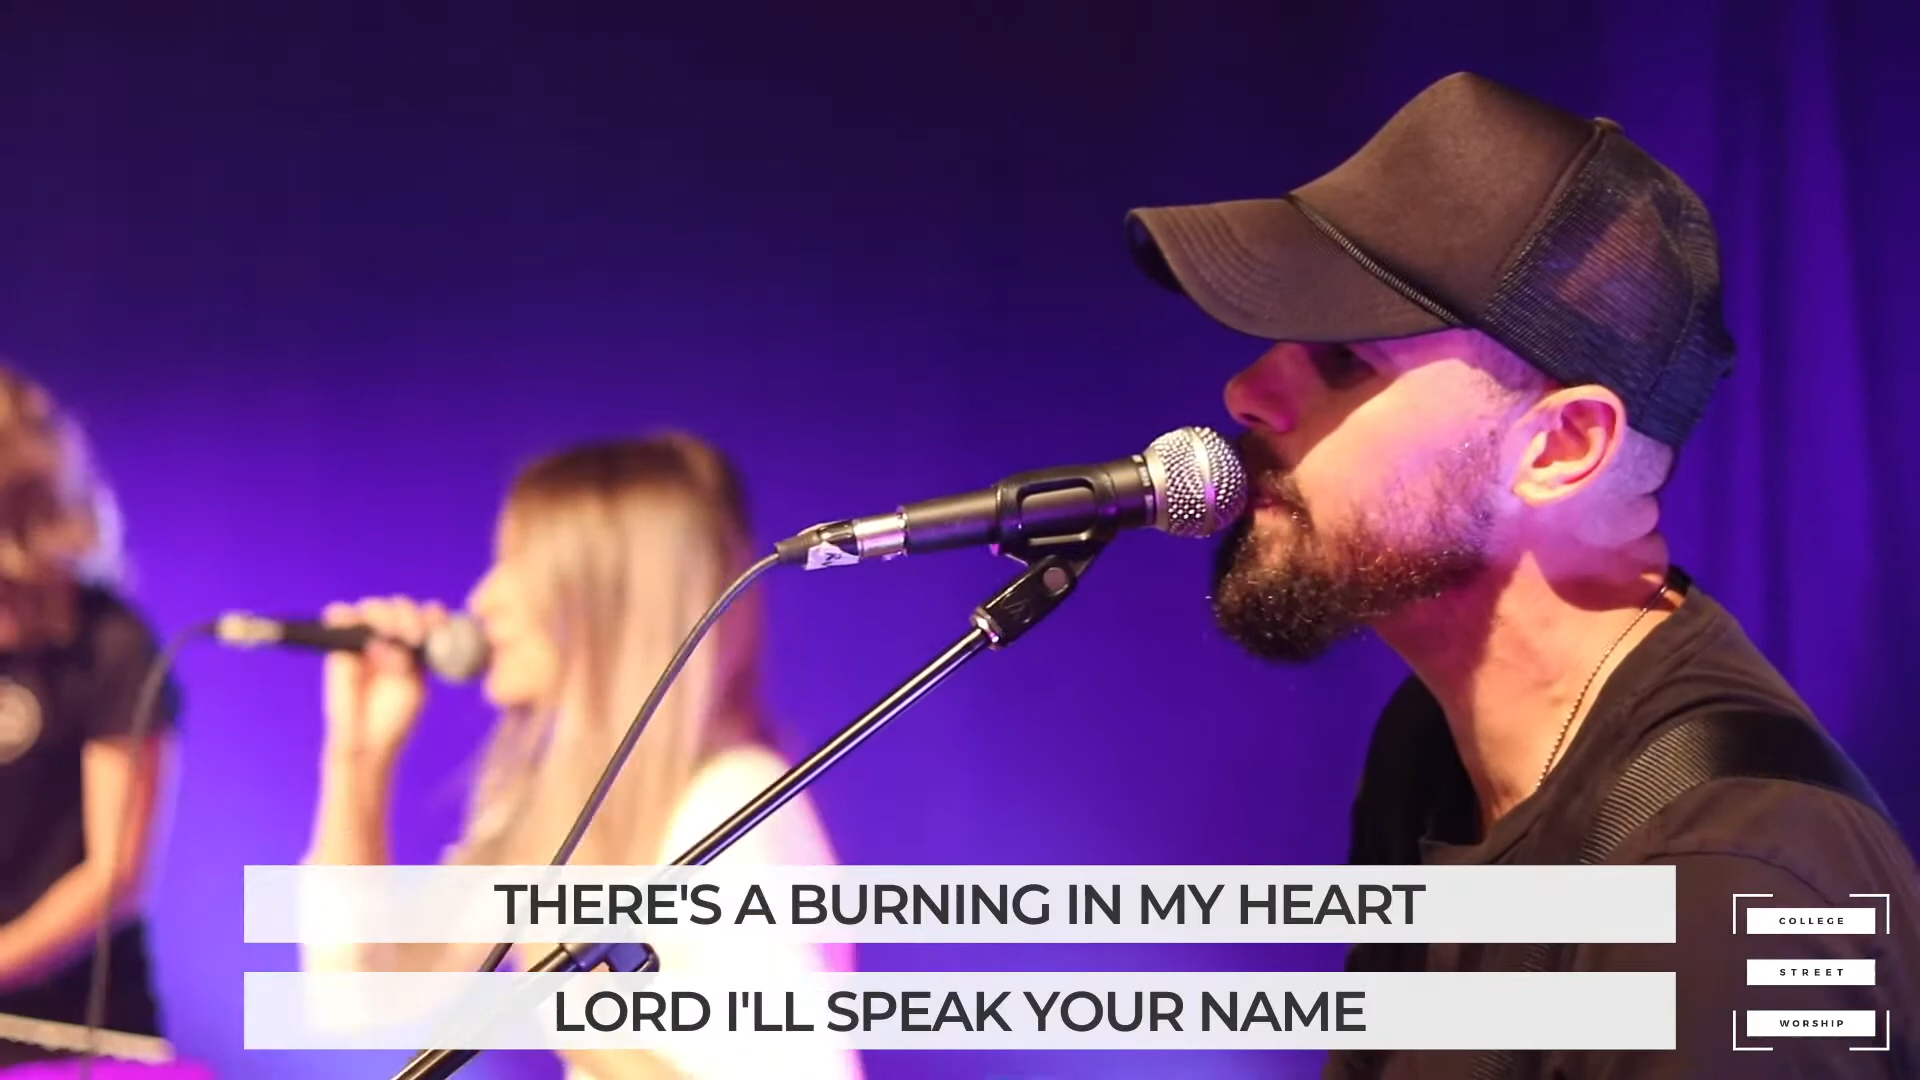 THERE'S A BURNING IN MY HEART
LORD I'LL SPEAK YOUR NAME
COLLEGE
STREET
WORSHIP